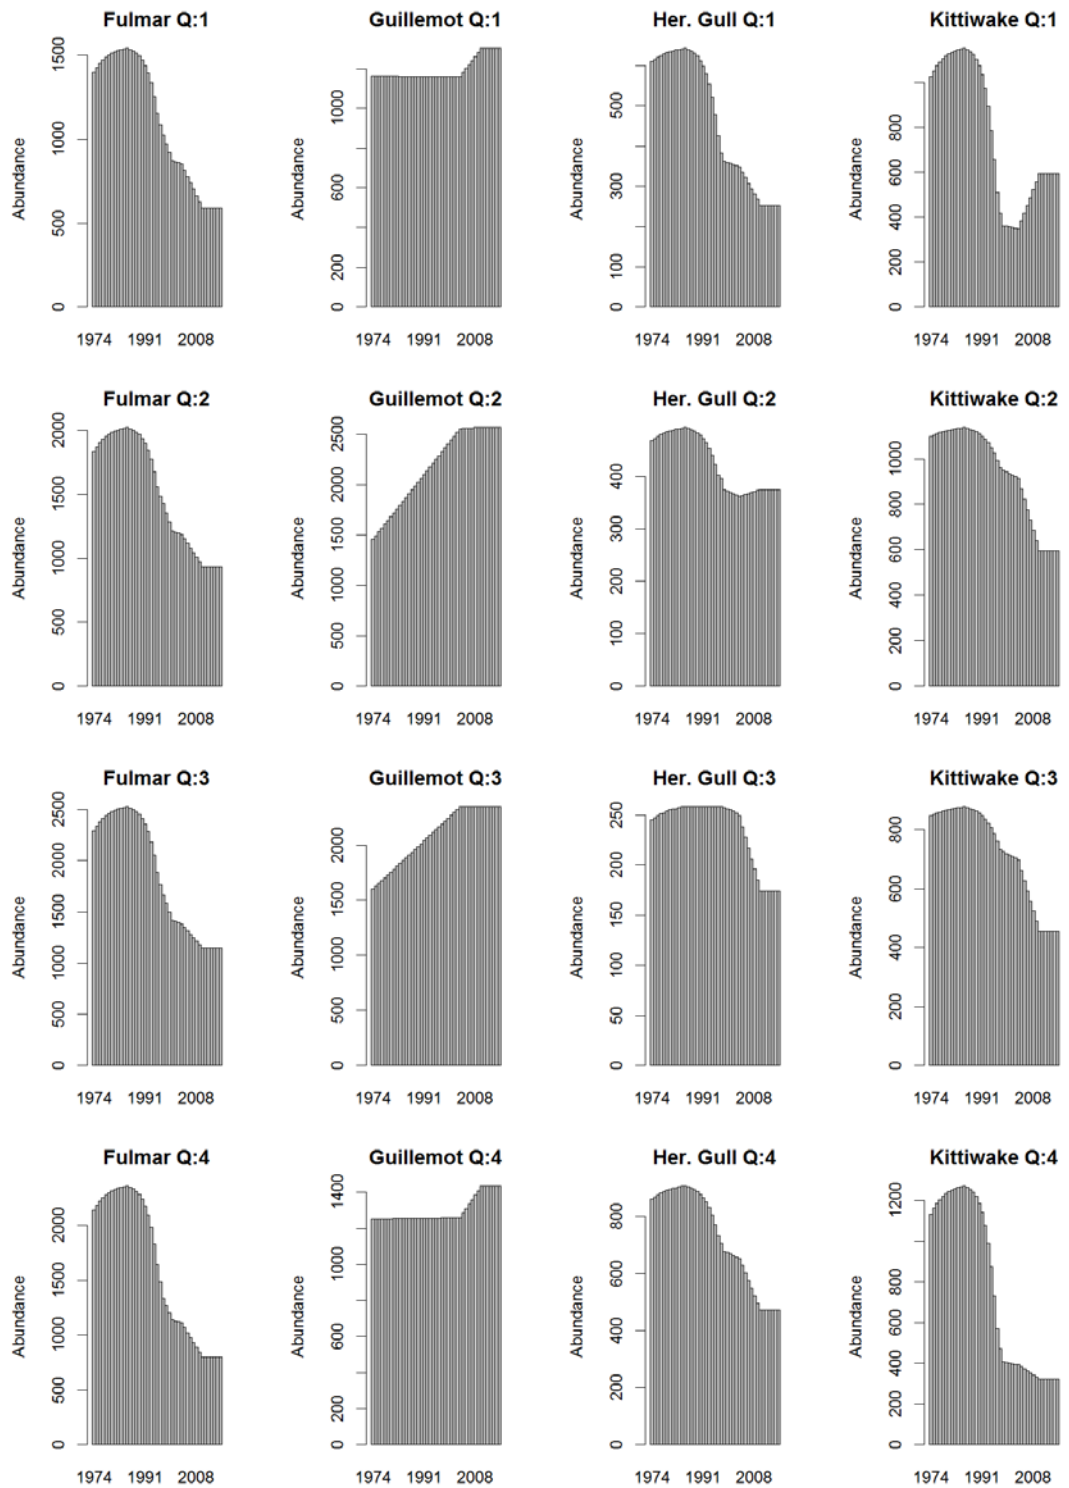 Fulmar Q:1
Abundance
1500
1000
500
0
1974 1991 2008
Guillemot Q:1
Abundance
1000
600
200
0
1974 1991 2008
Her. Gull Q:1
Abundance
500
300
100
0
1974 1991 2008
Kittiwake Q:1
Abundance
800
600
400
200
0
1974 1991 2008
Fulmar Q:2
Abundance
2000
1500
1000
500
0
1974 1991 2008
Guillemot Q:2
Abundance
2500
2000
1500
1000
500
0
1974 1991 2008
Her. Gull Q:2
Abundance
400
300
200
100
0
1974 1991 2008
Kittiwake Q:2
Abundance
1000
800
600
400
200
0
1974 1991 2008
Fulmar Q:3
Abundance
2500
2000
1500
1000
500
0
1974 1991 2008
Guillemot Q:3
Abundance
2000
1500
1000
500
0
1974 1991 2008
Her. Gull Q:3
Abundance
250
200
150
100
50
0
1974 1991 2008
Kittiwake Q:3
Abundance
800
600
400
200
0
1974 1991 2008
Fulmar Q:4
Abundance
2000
1500
1000
500
0
1974 1991 2008
Guillemot Q:4
Abundance
1400
1000
600
200
0
1974 1991 2008
Her. Gull Q:4
Abundance
800
600
400
200
0
1974 1991 2008
Kittiwake Q:4
Abundance
1200
800
600
400
200
0
1974 1991 2008